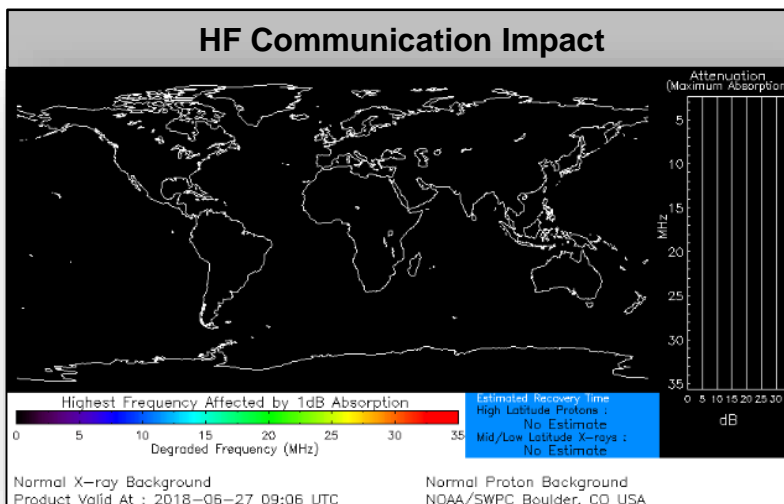 HF Communication Impact
Attenuation
(Maximum Absorption
5
10
15
20
25
30
35
MHz
0 5 10 15 20 25 30
dB
Highest Frequency Affected by 1dB Absorption
0 5 10 15 20 25 30 35
Degraded Frequency (MHz)
Estimated Recovery Time
High Latitude Protons :
No Estimate
Mid/Low Latitude X-rays :
No Estimate
Normal X-ray Background
Normal Proton Background
Product Valid At : 2018-06-27 09:06 UTC
NOAA/SWPC Boulder, CO USA